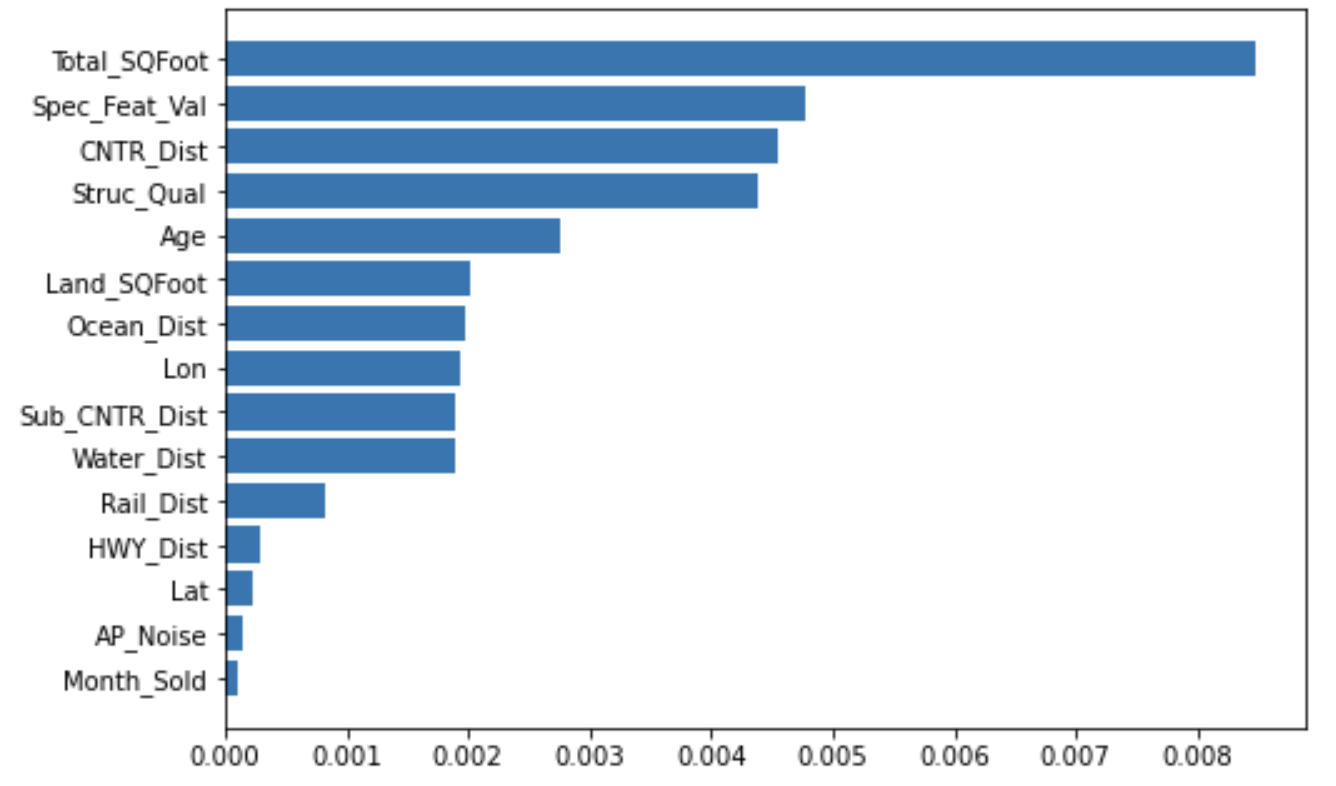 Total_SQFoot
Spec_Feat_Val
CNTR_Dist
Struc_Qual
Age
Land_SQFoot
Ocean_Dist
Lon
Sub_CNTR_Dist
Water_Dist
Rail_Dist
HWY_Dist
Lat
AP_Noise
Month_Sold
0.000 0.001 0.002 0.003 0.004 0.005 0.006 0.007 0.008